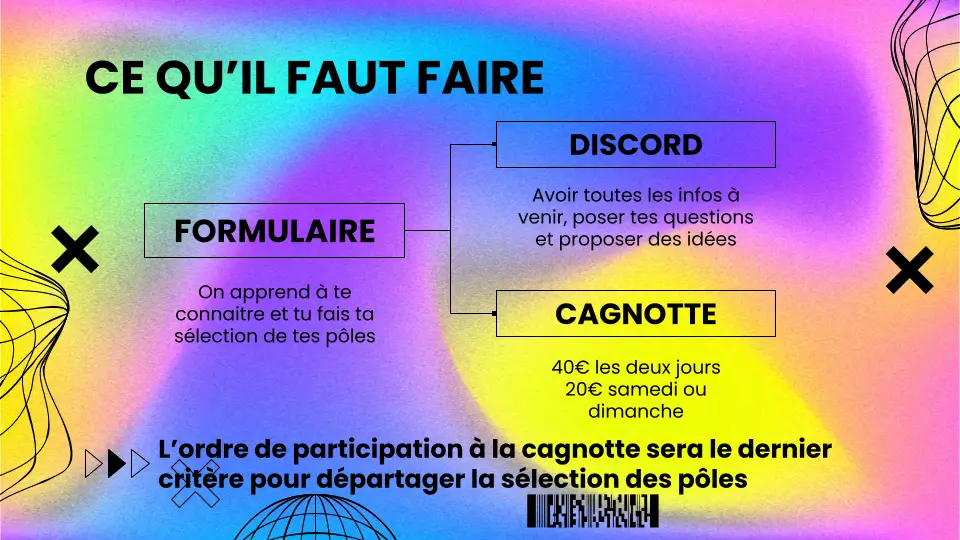 CE QU’IL FAUT FAIRE
FORMULAIRE
On apprend à te
connaitre et tu fais ta
sélection de tes pôles
DISCORD
Avoir toutes les infos à
venir, poser tes questions
et proposer des idées
CAGNOTTE
40€ les deux jours
20€ samedi ou
dimanche
L’ordre de participation à la cagnotte sera le dernier
critère pour départager la sélection des pôles